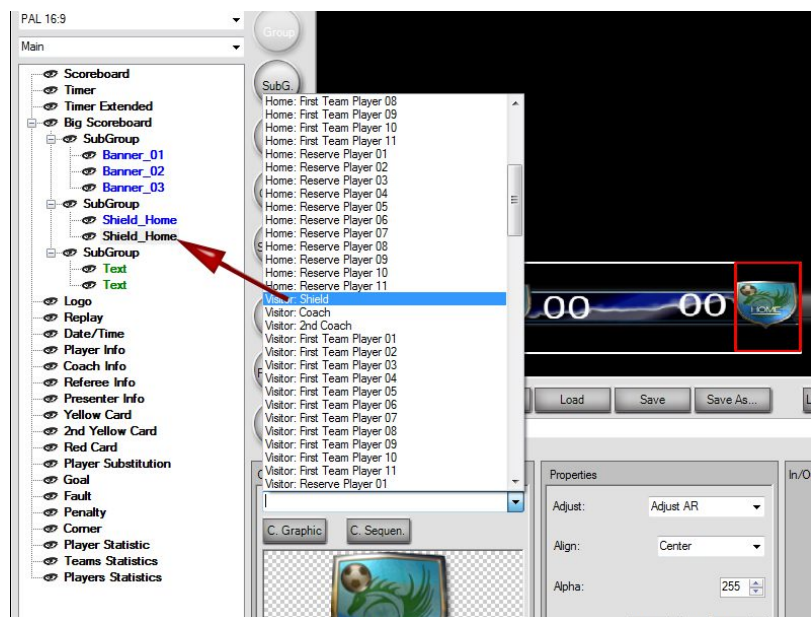 PAL 16:9
Main
Scoreboard
Timer
Timer Extended
Big Scoreboard
SubGroup
Banner_01
Banner_02
Banner_03
SubGroup
Shield_Home
Shield_Home
SubGroup
Text
Text
Logo
Replay
Date/Time
Player Info
Coach Info
Referee Info
Presenter Info
Yellow Card
2nd Yellow Card
Red Card
Player Substitution
Goal
Fault
Penalty
Corner
Player Statistic
Teams Statistics
Players Statistics
Group
SubG.
Home: First Team Player 08
Home: First Team Player 09
Home: First Team Player 10
Home: First Team Player 11
Home: Reserve Player 01
Home: Reserve Player 02
Home: Reserve Player 03
Home: Reserve Player 04
Home: Reserve Player 05
Home: Reserve Player 06
Home: Reserve Player 07
Home: Reserve Player 08
Home: Reserve Player 09
Home: Reserve Player 10
Home: Reserve Player 11
Visitor: Shield
Visitor: Coach
Visitor: 2nd Coach
Visitor: First Team Player 01
Visitor: First Team Player 02
Visitor: First Team Player 03
Visitor: First Team Player 04
Visitor: First Team Player 05
Visitor: First Team Player 06
Visitor: First Team Player 07
Visitor: First Team Player 08
Visitor: First Team Player 09
Visitor: First Team Player 10
Visitor: First Team Player 11
Visitor: Reserve Player 01
C. Graphic C. Sequen.
00 00 HOME
Load Save Save As...
Properties
Adjust: Adjust AR
Align: Center
Alpha: 255
In/O